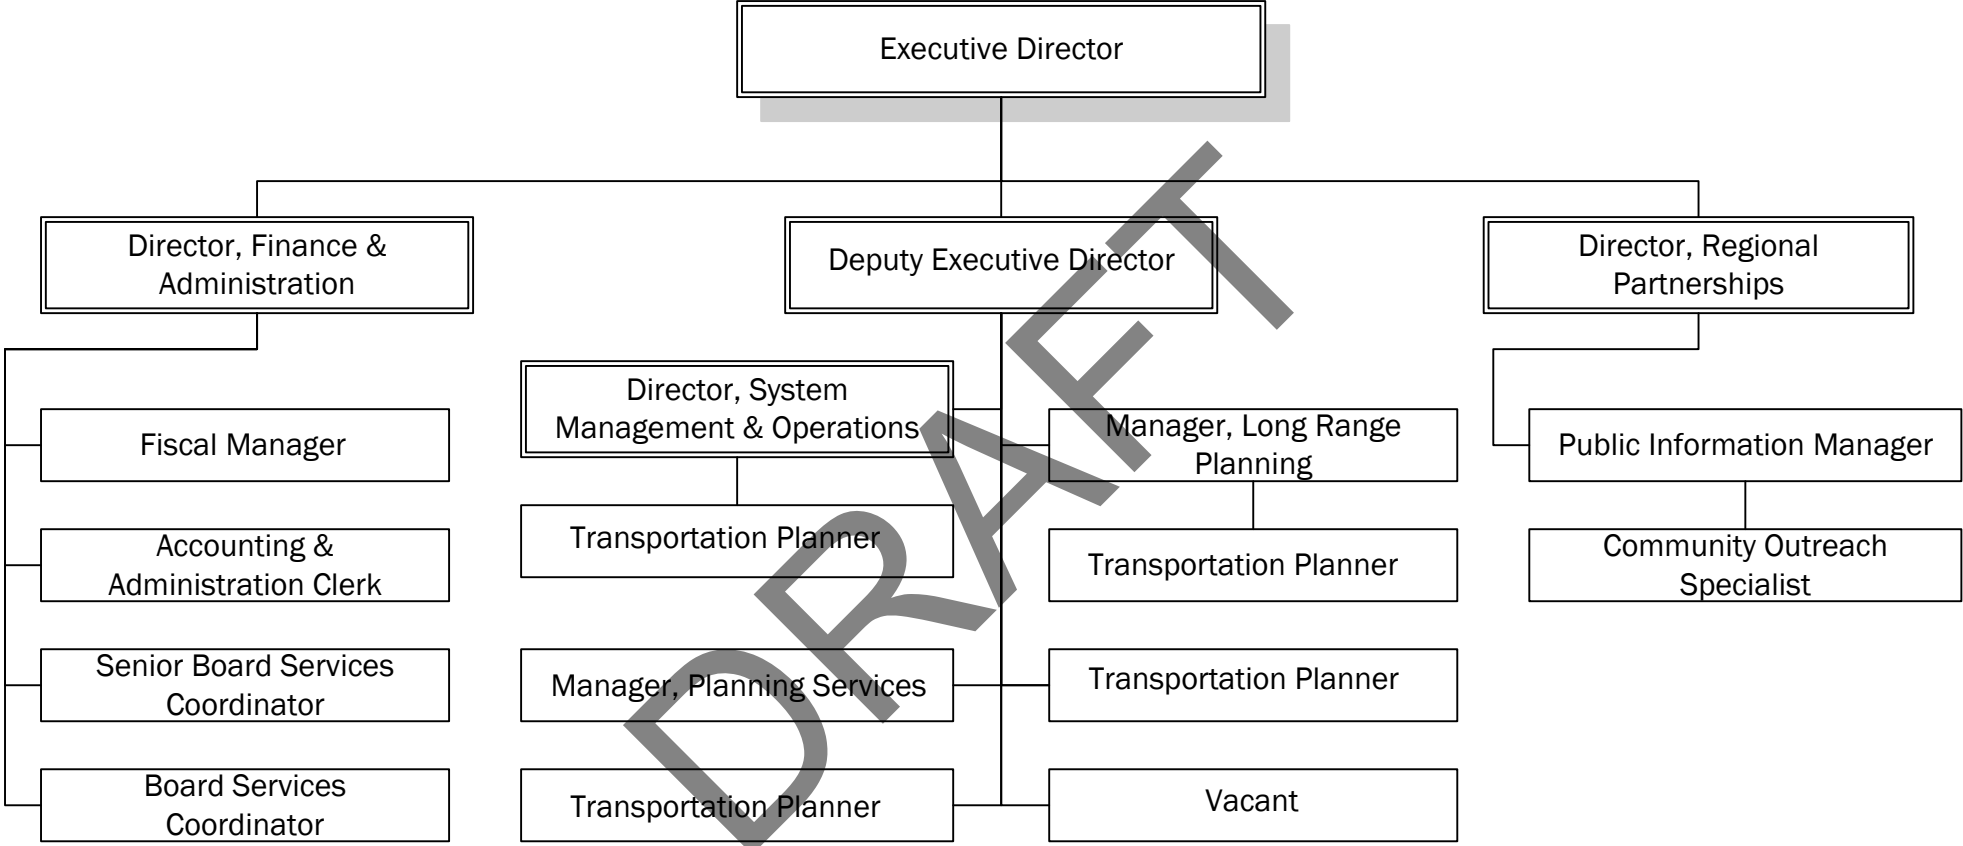 Executive Director
Director, Finance &
Administration
Deputy Executive Director
Director, Regional
Partnerships
Director, System
Management & Operations
Manager, Long Range
Planning
Fiscal Manager
Public Information Manager
Transportation Planner
Transportation Planner
Accounting &
Administration Clerk
Community Outreach
Specialist
Senior Board Services
Coordinator
Manager, Planning Services
Transportation Planner
Board Services
Coordinator
Transportation Planner
Vacant
DRAFT